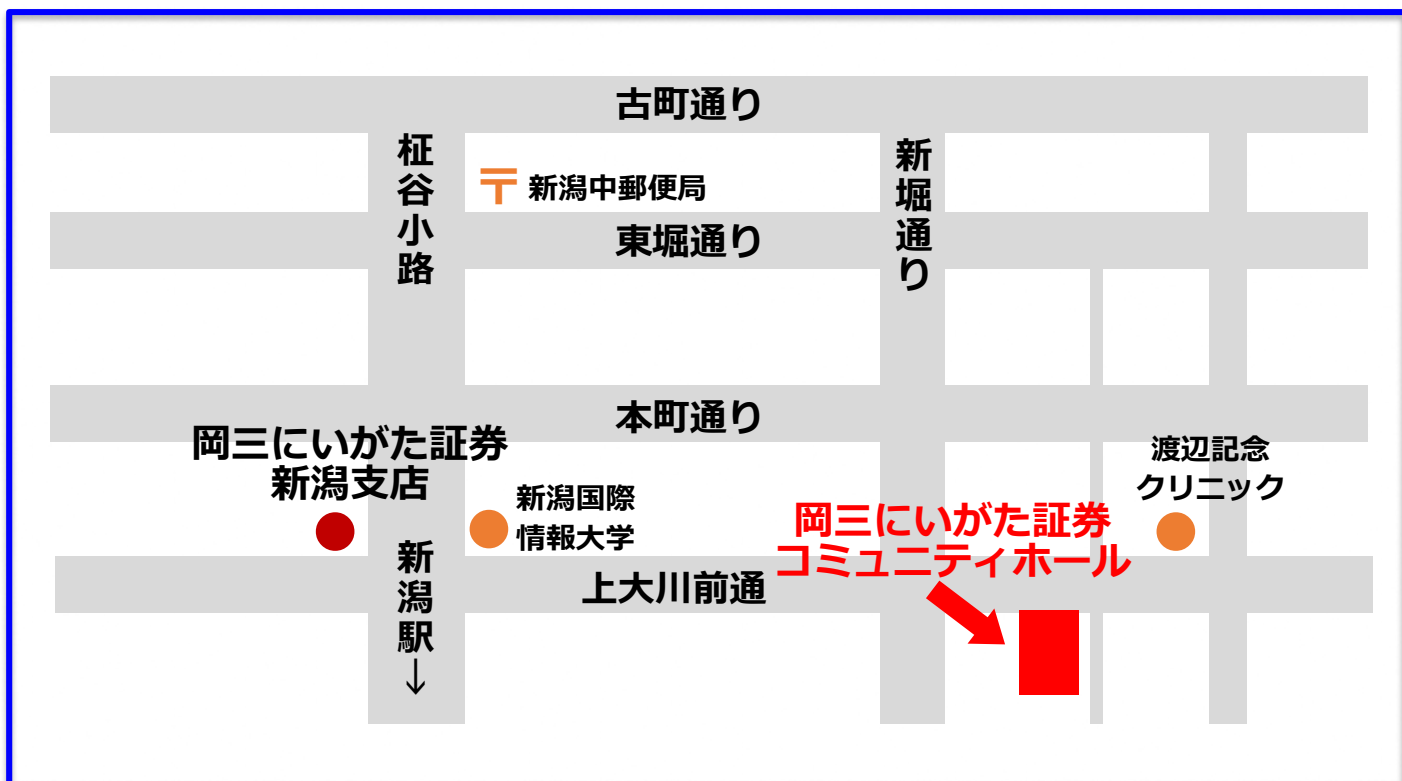 古町通り
柾谷小路
新堀通り
〒 新潟中郵便局
東堀通り
本町通り
岡三にいがた証券
新潟支店
新潟国際
情報大学
渡辺記念
クリニック
岡三にいがた証券
コミュニティホール
新潟駅↓
上大川前通